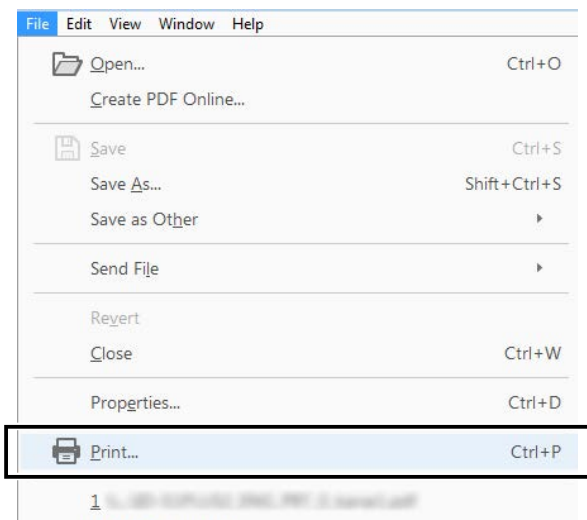 File Edit View Window Help
Open... Ctrl+O
Create PDF Online...
Save Ctrl+S
Save As... Shift+Ctrl+S
Save as Other
Send File
Revert
Close Ctrl+W
Properties... Ctrl+D
Print... Ctrl+P
1